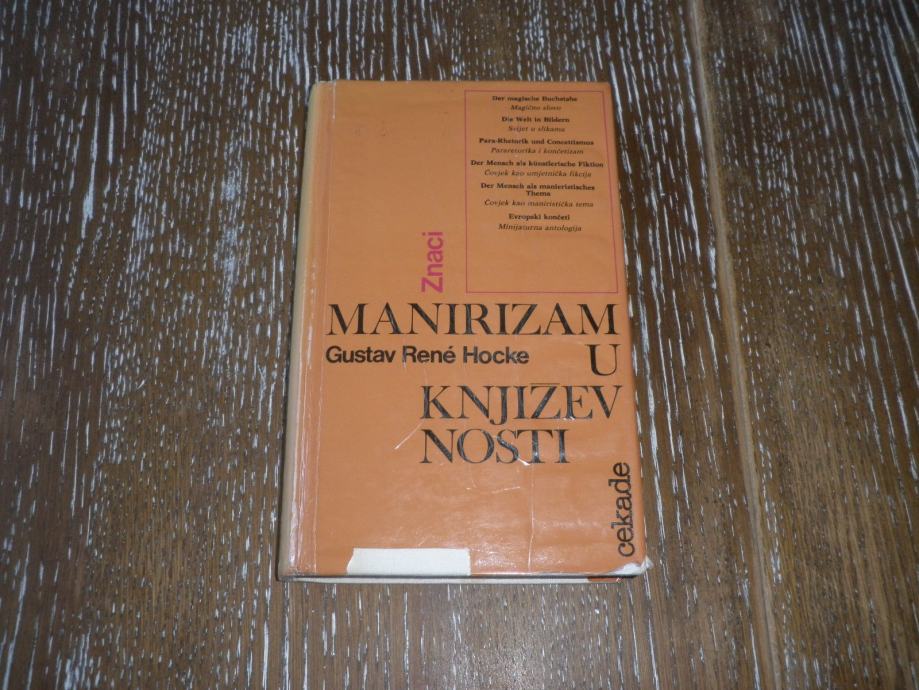 Der magische Buchstabe
Magično slovo
Die Welt in Bildern
Svijet u slikama
Para-Rhetorik und Concettismus
Pararetorika i končetizam
Der Mensch als künstlerische Fiktion
Čovjek kao umjetnička fikcija
Der Mensch als manieristisches
Thema
Čovjek kao maniristička tema
Evropski končeti
Minijaturna antologija
Znaci
MANIRIZAM
Gustav René Hocke
U
KNJIŽEV
NOSTI
cekade